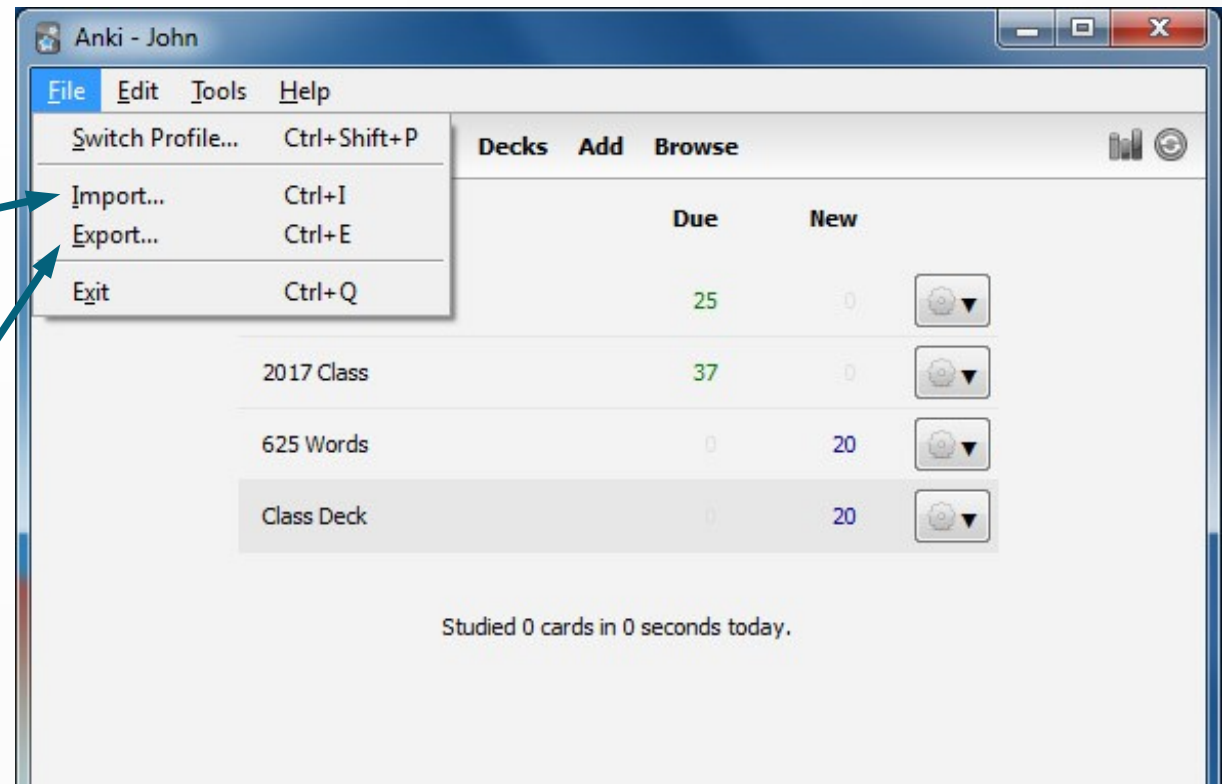 Anki - John
File Edit Tools Help
Switch Profile... Ctrl+Shift+P
Decks Add Browse
Import... Ctrl+I
Export... Ctrl+E
Exit Ctrl+Q
Due New
25 0
2017 Class 37 0
625 Words 0 20
Class Deck 0 20
Studied 0 cards in 0 seconds today.